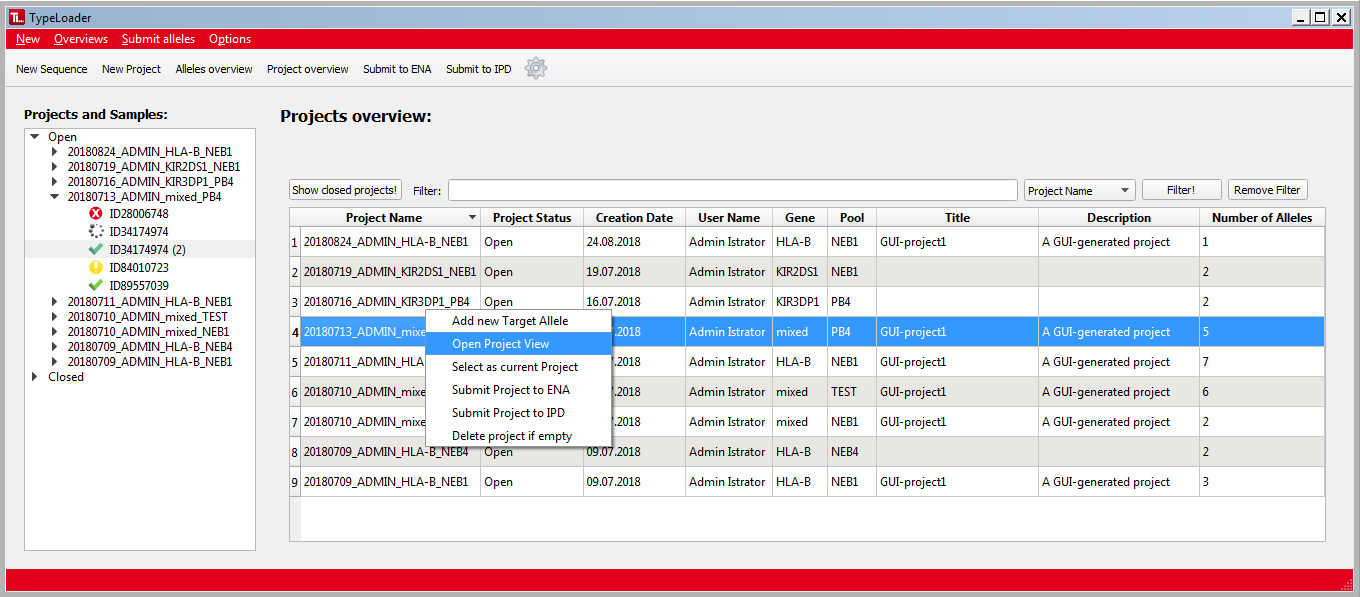 TypeLoader
New Overviews Submit alleles Options
New Sequence New Project Alleles overview Project overview Submit to ENA Submit to IPD
Projects and Samples:
Open
20180824_ADMIN_HLA-B_NEB1
20180719_ADMIN_KIR2DS1_NEB1
20180716_ADMIN_KIR3DP1_PB4
20180713_ADMIN_mixed_PB4
ID28006748
ID34174974
ID34174974 (2)
ID84010723
ID89557039
20180711_ADMIN_HLA-B_NEB1
20180710_ADMIN_mixed_TEST
20180710_ADMIN_mixed_NEB1
20180709_ADMIN_HLA-B_NEB4
20180709_ADMIN_HLA-B_NEB1
Closed
Projects overview:
Show closed projects! Filter: Project Name Filter! Remove Filter
Project Name Project Status Creation Date User Name Gene Pool Title Description Number of Alleles
1 20180824_ADMIN_HLA-B_NEB1 Open 24.08.2018 Admin Istrator HLA-B NEB1 GUI-project1 A GUI-generated project 1
2 20180719_ADMIN_KIR2DS1_NEB1 Open 19.07.2018 Admin Istrator KIR2DS1 NEB1 2
3 20180716_ADMIN_KIR3DP1_PB4 Open 16.07.2018 Admin Istrator KIR3DP1 PB4 2
4 20180713_ADMIN_mixe .2018 Admin Istrator mixed PB4 GUI-project1 A GUI-generated project 5
5 20180711_ADMIN_HLA .2018 Admin Istrator HLA-B NEB1 GUI-project1 A GUI-generated project 7
6 20180710_ADMIN_mixe .2018 Admin Istrator mixed TEST GUI-project1 A GUI-generated project 6
7 20180710_ADMIN_mixe .2018 Admin Istrator mixed NEB1 GUI-project1 A GUI-generated project 2
8 20180709_ADMIN_HLA-B_NEB4 Open 09.07.2018 Admin Istrator HLA-B NEB4 2
9 20180709_ADMIN_HLA-B_NEB1 Open 09.07.2018 Admin Istrator HLA-B NEB1 GUI-project1 A GUI-generated project 3
Add new Target Allele
Open Project View
Select as current Project
Submit Project to ENA
Submit Project to IPD
Delete project if empty